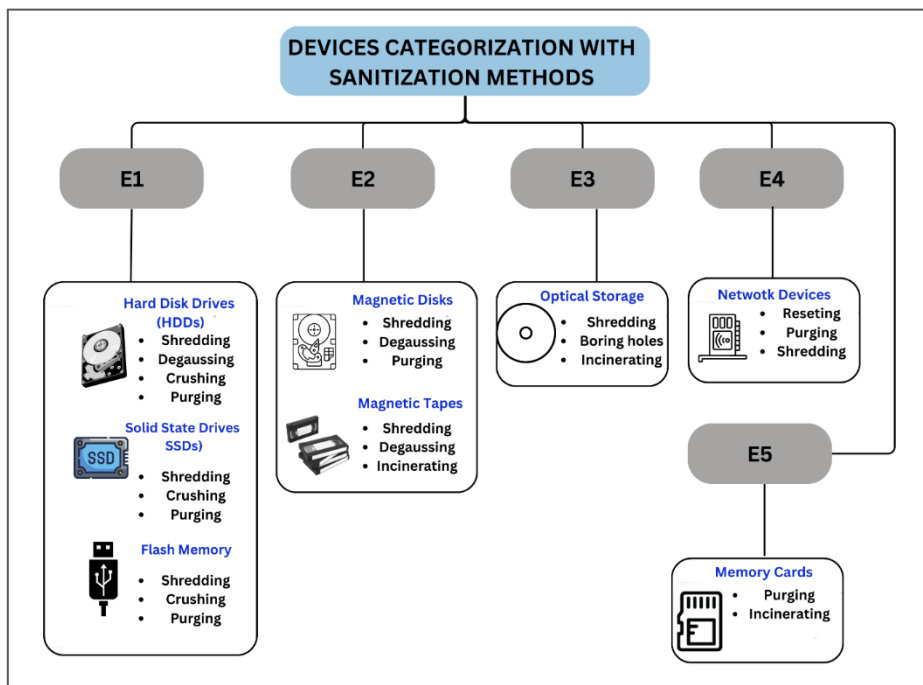 DEVICES CATEGORIZATION WITH
SANITIZATION METHODS
E1
E2
E3
E4
Hard Disk Drives
(HDDs)
• Shredding
• Degaussing
• Crushing
• Purging
Solid State Drives
SSDs)
SSD
• Shredding
• Crushing
• Purging
Flash Memory
• Shredding
• Crushing
• Purging
Magnetic Disks
• Shredding
• Degaussing
• Purging
Magnetic Tapes
• Shredding
• Degaussing
• Incinerating
Optical Storage
• Shredding
• Boring holes
• Incinerating
Netwotk Devices
• Reseting
• Purging
• Shredding
E5
Memory Cards
• Purging
• Incinerating